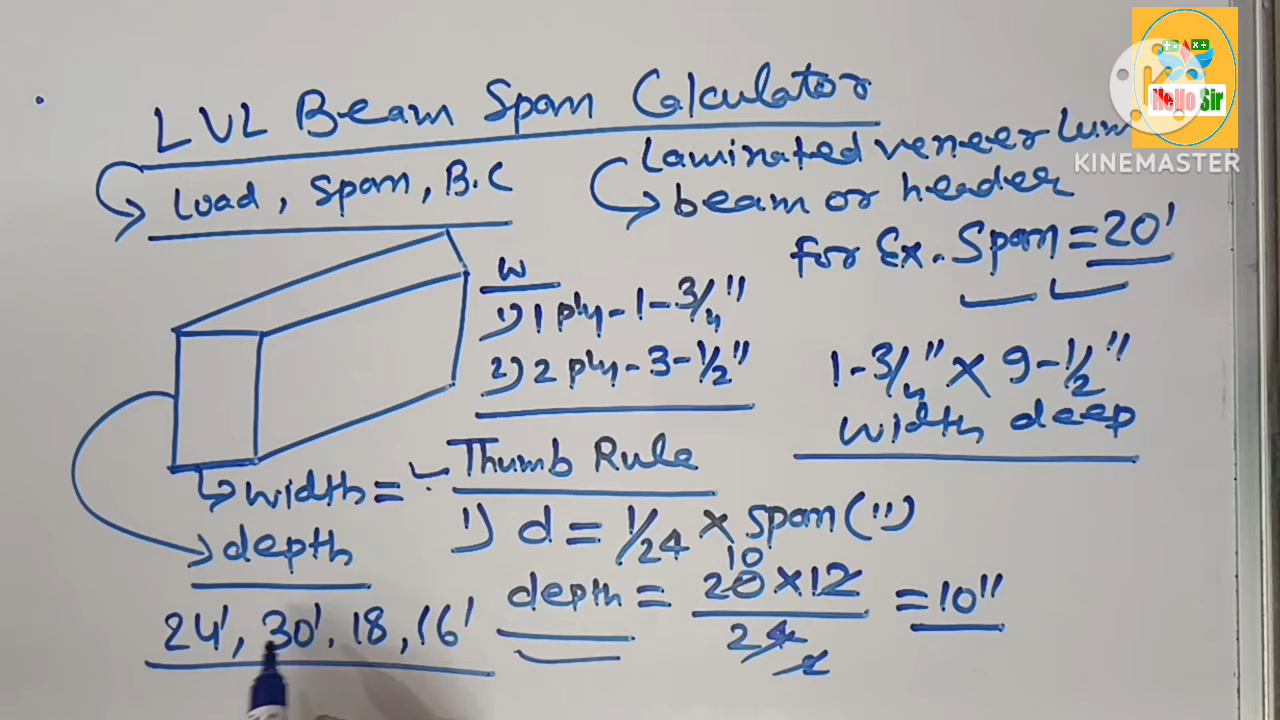 LVL Beam Span Calculator
Load, Span, B.C
Laminated veneer Lum
beam or header
for Ex. Span = 20'
W
1) 1 ply - 1-3/4"
2) 2 ply - 3-1/2"
1-3/4" × 9-1/2"
width deep
Thumb Rule
width =
depth
1) d = 1/24 × span (")
10
depth = 20×12 = 10"
24
2
24', 30', 18, 16'
Hello Sir
KINEMASTER